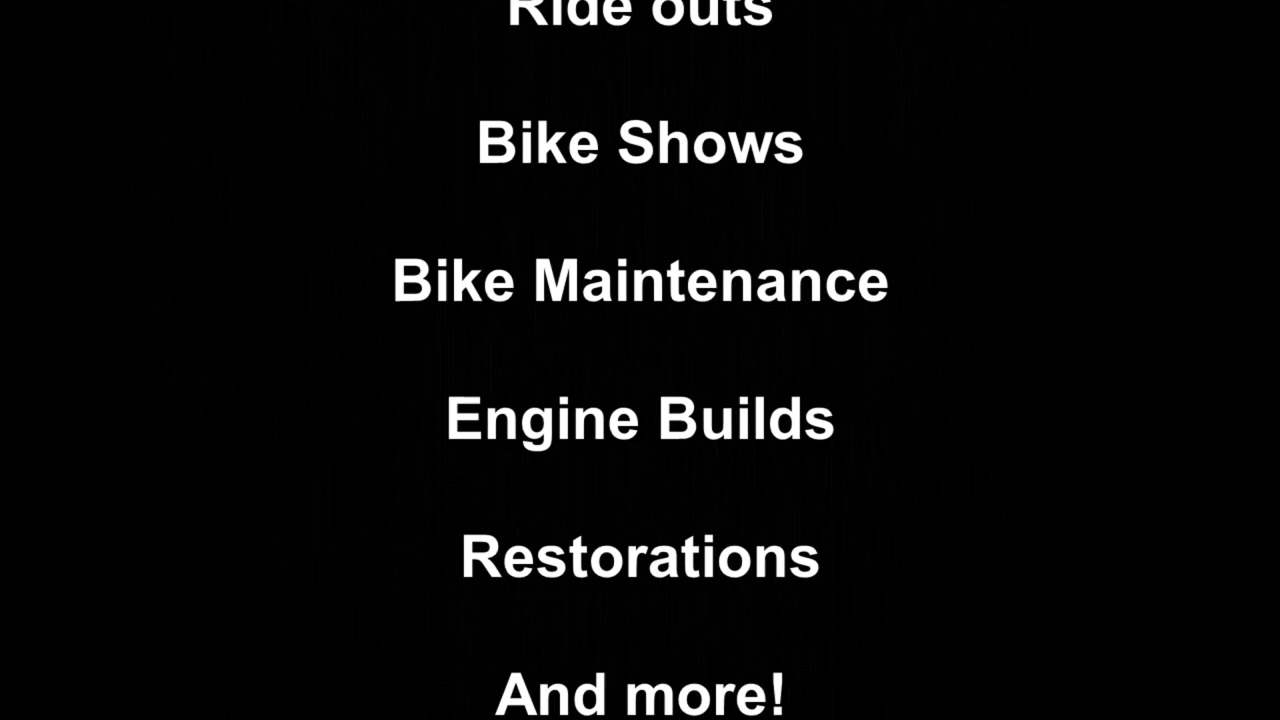 Ride outs
Bike Shows
Bike Maintenance
Engine Builds
Restorations
And more!